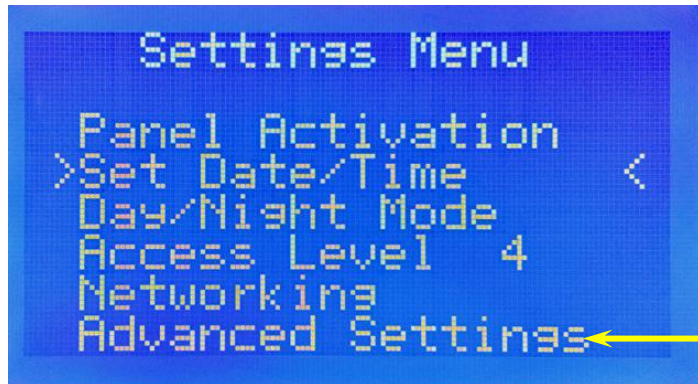 Settings Menu
Panel Activation
>Set Date/Time <
Day/Night Mode
Access Level 4
Networking
Advanced Settings